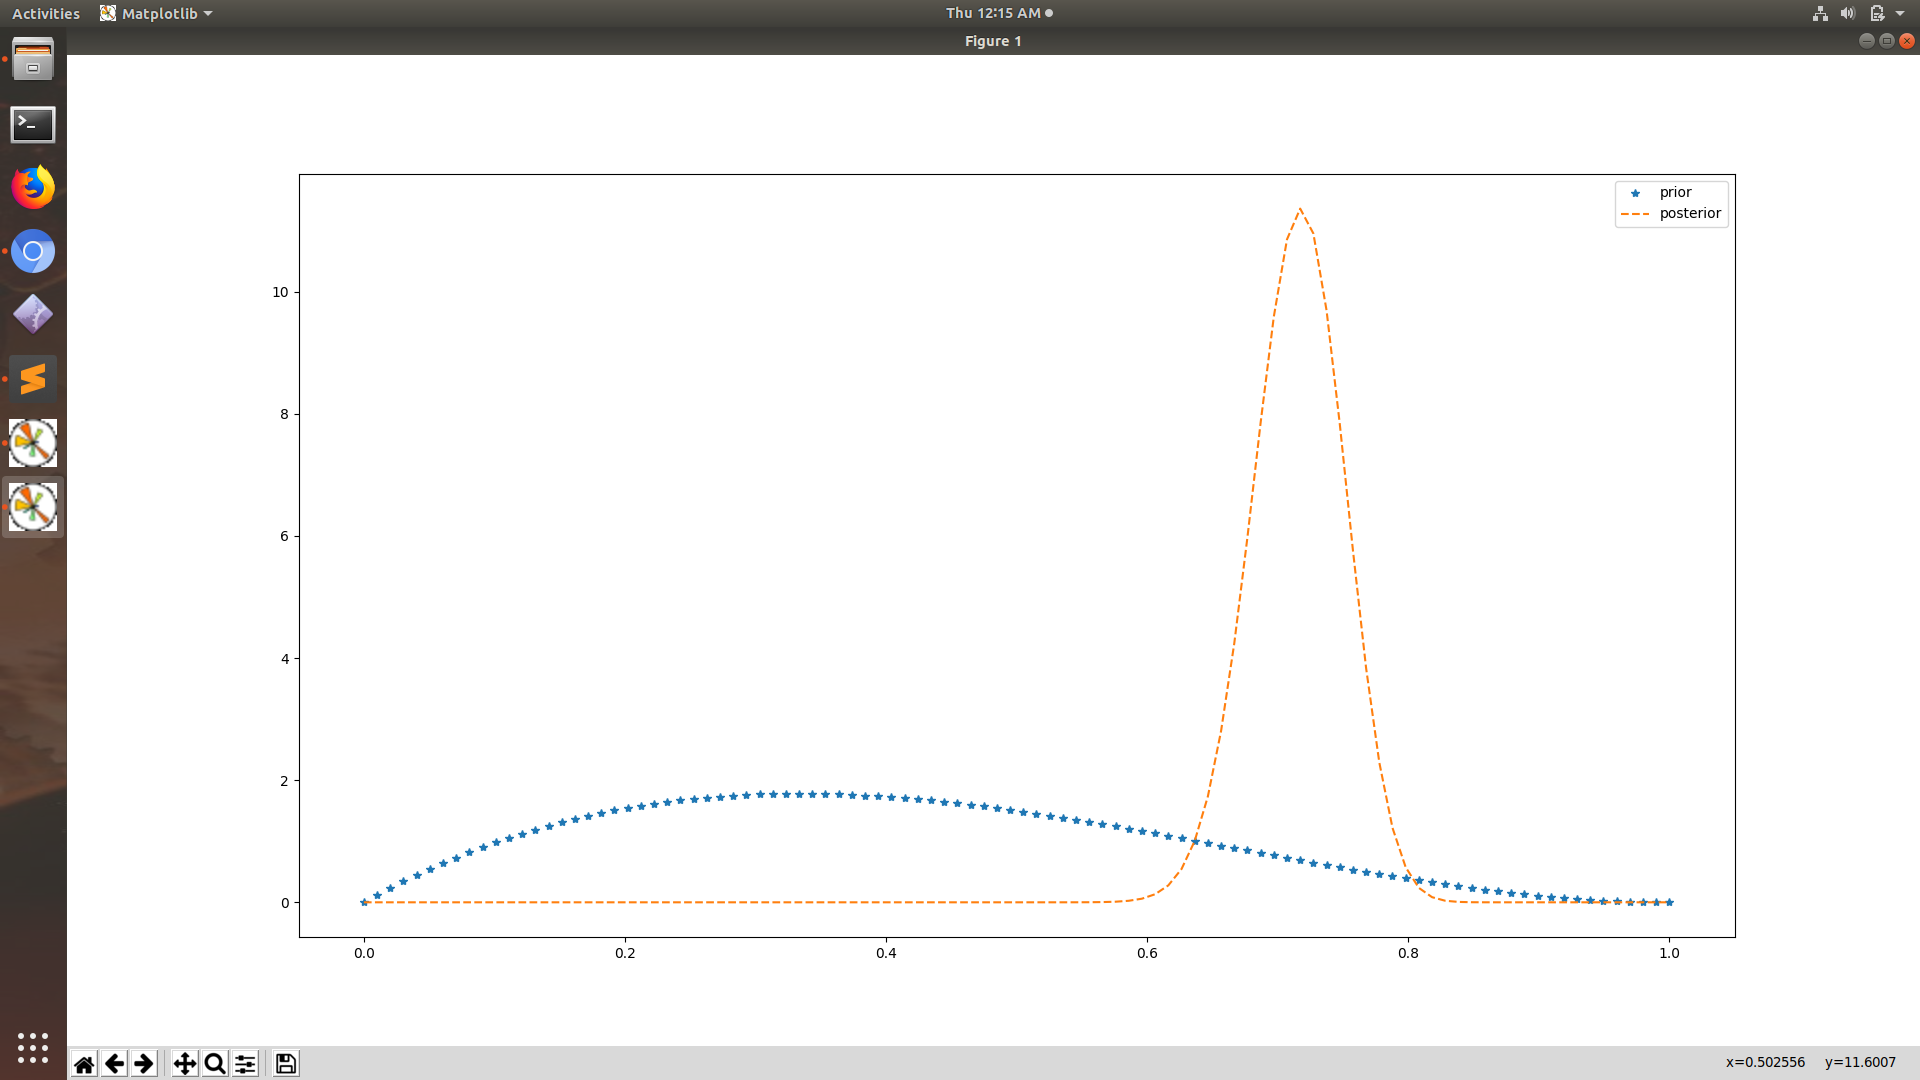 Activities Matplotlib Thu 12:15 AM
Figure 1
prior
posterior
10
8
6
4
2
0
0.0 0.2 0.4 0.6 0.8 1.0
x=0.502556 y=11.6007